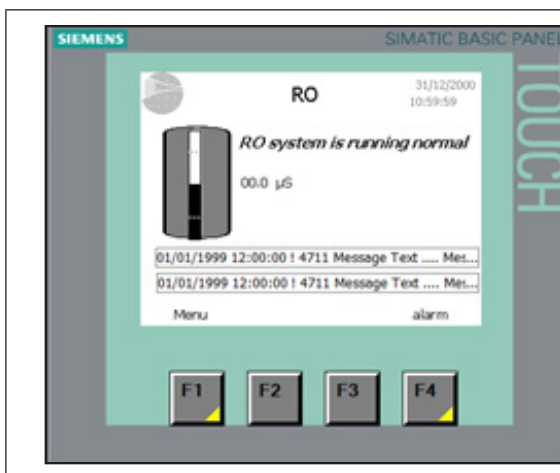 SIEMENS
SIMATIC BASIC PANEL
TOUCH
RO
31/12/2000
10:59:59
RO system is running normal
00.0 µS
01/01/1999 12:00:00 ! 4711 Message Text .... Mes...
01/01/1999 12:00:00 ! 4711 Message Text .... Mes...
Menu
alarm
F1
F2
F3
F4